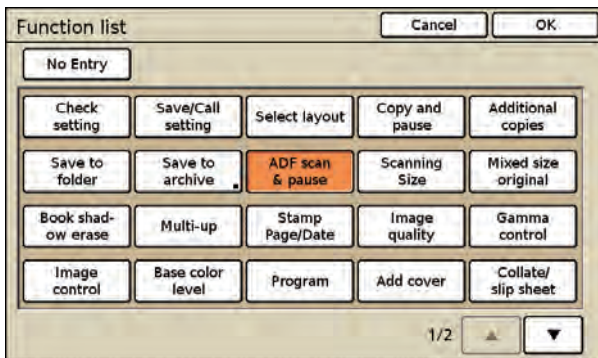 Function list
Cancel
OK
No Entry
Check setting
Save/Call setting
Select layout
Copy and pause
Additional copies
Save to folder
Save to archive
ADF scan & pause
Scanning Size
Mixed size original
Book shad-
ow erase
Multi-up
Stamp Page/Date
Image quality
Gamma control
Image control
Base color level
Program
Add cover
Collate/
slip sheet
1/2